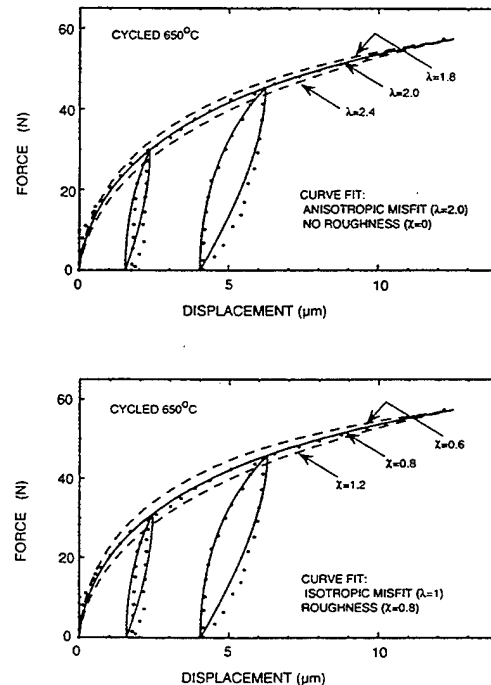 60
CYCLED 650°C
40
λ=1.8
λ=2.0
λ=2.4
FORCE (N)
20
CURVE FIT:
ANISOTROPIC MISFIT (λ=2.0)
NO ROUGHNESS (χ=0)
0
0 5 10
DISPLACEMENT (μm)
60
CYCLED 650°C
χ=0.6
χ=0.8
40
χ=1.2
FORCE (N)
20
CURVE FIT:
ISOTROPIC MISFIT (λ=1)
ROUGHNESS (χ=0.8)
0
0 5 10
DISPLACEMENT (μm)